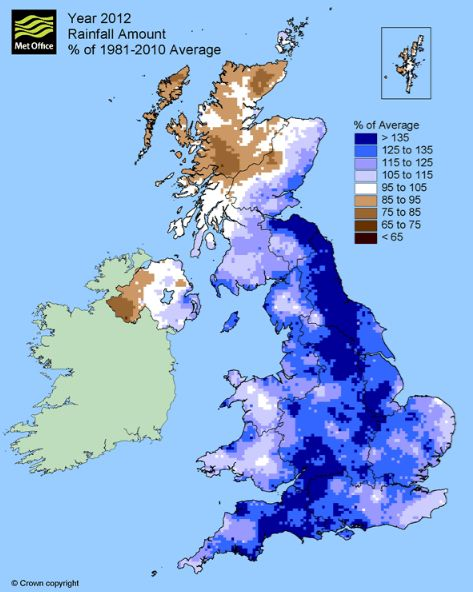 Met Office
Year 2012
Rainfall Amount
% of 1981-2010 Average
% of Average
> 135
125 to 135
115 to 125
105 to 115
95 to 105
85 to 95
75 to 85
65 to 75
< 65
© Crown copyright